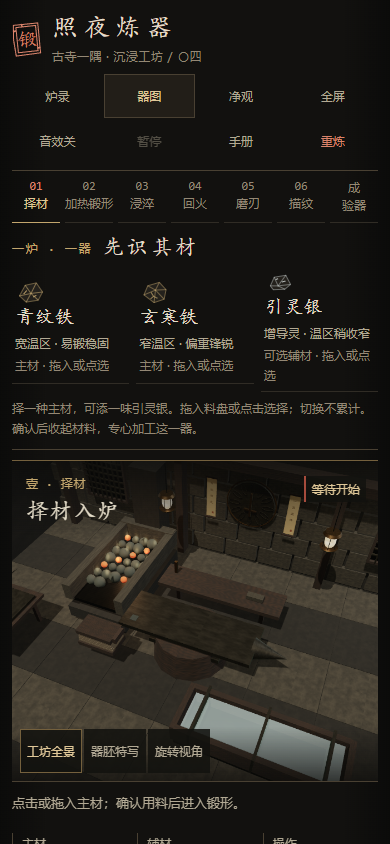 锻
照夜炼器
古寺一隅 · 沉浸工坊 / 〇四
炉录 器图 净观 全屏
音效关 暂停 手册 重炼
01 02 03 04 05 06 成
择材 加热锻形 浸淬 回火 磨刃 描纹 验器
一炉 · 一器 先识其材
青纹铁
宽温区 · 易锻稳固
主材 · 拖入或点选
玄寒铁
窄温区 · 偏重锋锐
主材 · 拖入或点选
引灵银
增导灵 · 温区稍收窄
可选辅材 · 拖入或点
选
择一种主材，可添一味引灵银。拖入料盘或点击选择；切换不累计。
确认后收起材料，专心加工这一器。
壹 · 择材
择材入炉
等待开始
工坊全景 器胚特写 旋转视角
点击或拖入主材；确认用料后进入锻形。
主材 辅材 操作